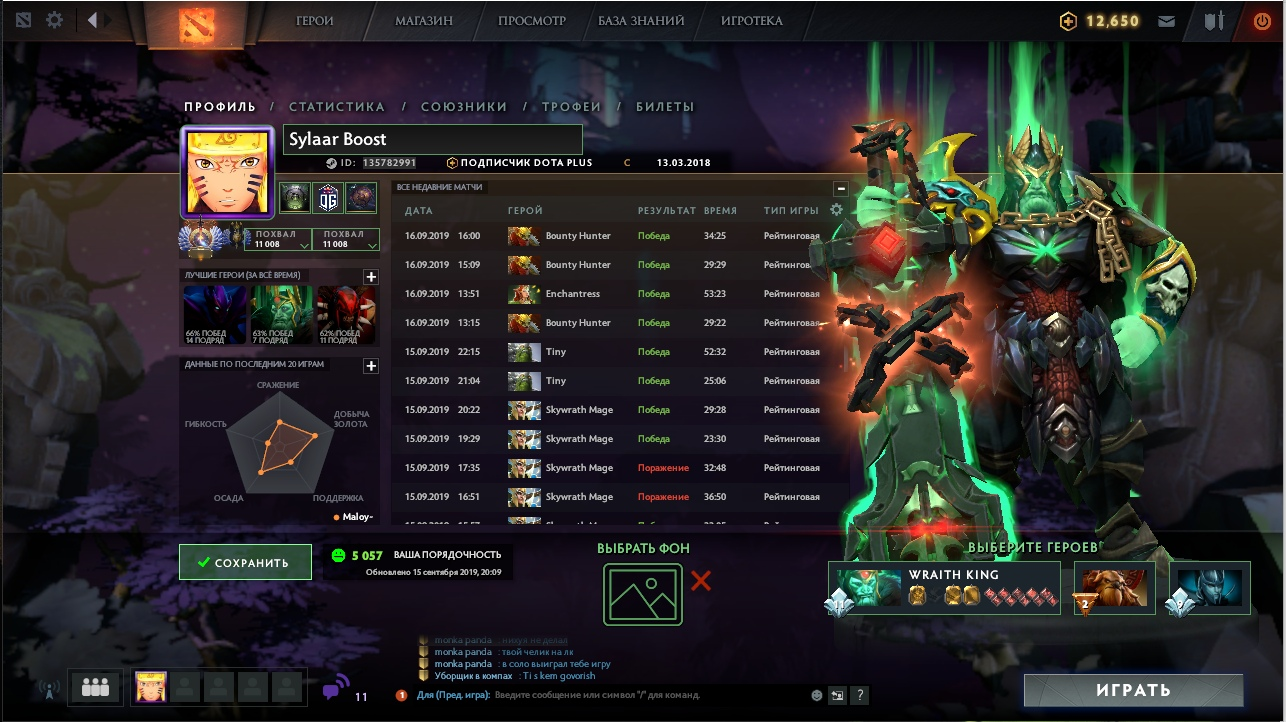 ГЕРОИ МАГАЗИН ПРОСМОТР БАЗА ЗНАНИЙ ИГРОТЕКА 12,650
ПРОФИЛЬ / СТАТИСТИКА / СОЮЗНИКИ / ТРОФЕИ / БИЛЕТЫ
Sylaar Boost
ID: 135782991 ПОДПИСЧИК DOTA PLUS С 13.03.2018
OG
ПОХВАЛ 11 008 ПОХВАЛ 11 008
ЛУЧШИЕ ГЕРОИ (ЗА ВСЁ ВРЕМЯ)
66% ПОБЕД 63% ПОБЕД 62% ПОБЕД
14 ПОДРЯД 7 ПОДРЯД 11 ПОДРЯД
ДАННЫЕ ПО ПОСЛЕДНИМ 20 ИГРАМ
СРАЖЕНИЕ
ГИБКОСТЬ ДОБЫЧА ЗОЛОТА
ОСАДА ПОДДЕРЖКА
Maloy-
ВСЕ НЕДАВНИЕ МАТЧИ
ДАТА ГЕРОЙ РЕЗУЛЬТАТ ВРЕМЯ ТИП ИГРЫ
16.09.2019 16:00 Bounty Hunter Победа 34:25 Рейтинговая
16.09.2019 15:09 Bounty Hunter Победа 29:29 Рейтинговая
16.09.2019 13:51 Enchantress Победа 53:23 Рейтинговая
16.09.2019 13:15 Bounty Hunter Победа 29:22 Рейтинговая
15.09.2019 22:15 Tiny Победа 52:32 Рейтинговая
15.09.2019 21:04 Tiny Победа 25:06 Рейтинговая
15.09.2019 20:22 Skywrath Mage Победа 29:28 Рейтинговая
15.09.2019 19:29 Skywrath Mage Победа 23:30 Рейтинговая
15.09.2019 17:35 Skywrath Mage Поражение 32:48 Рейтинговая
15.09.2019 16:51 Skywrath Mage Поражение 36:50 Рейтинговая
СОХРАНИТЬ
5 057 ВАША ПОРЯДОЧНОСТЬ
Обновлено 15 сентября 2019, 20:09
ВЫБРАТЬ ФОН
ВЫБЕРИТЕ ГЕРОЕВ
WRAITH KING
2
monka panda : нихуя не делал
monka panda : твой челик на лк
monka panda : в соло выиграл тебе игру
Уборщик в компах : Ti s kem govorish
11
1 Для (Пред. игра): Введите сообщение или символ "/" для команд. ?
ИГРАТЬ